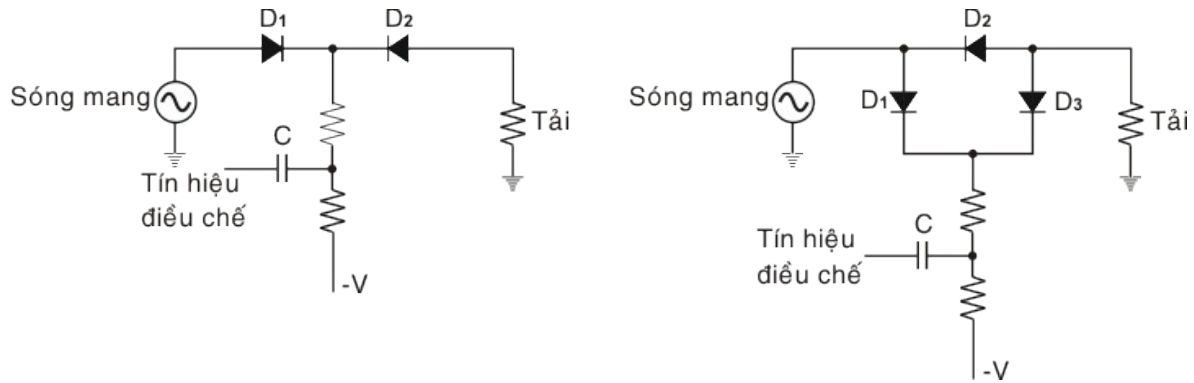 D1
D2
Sóng mang
Tải
C
Tín hiệu
điều chế
-V
D2
Sóng mang
D1
D3
Tải
C
Tín hiệu
điều chế
-V